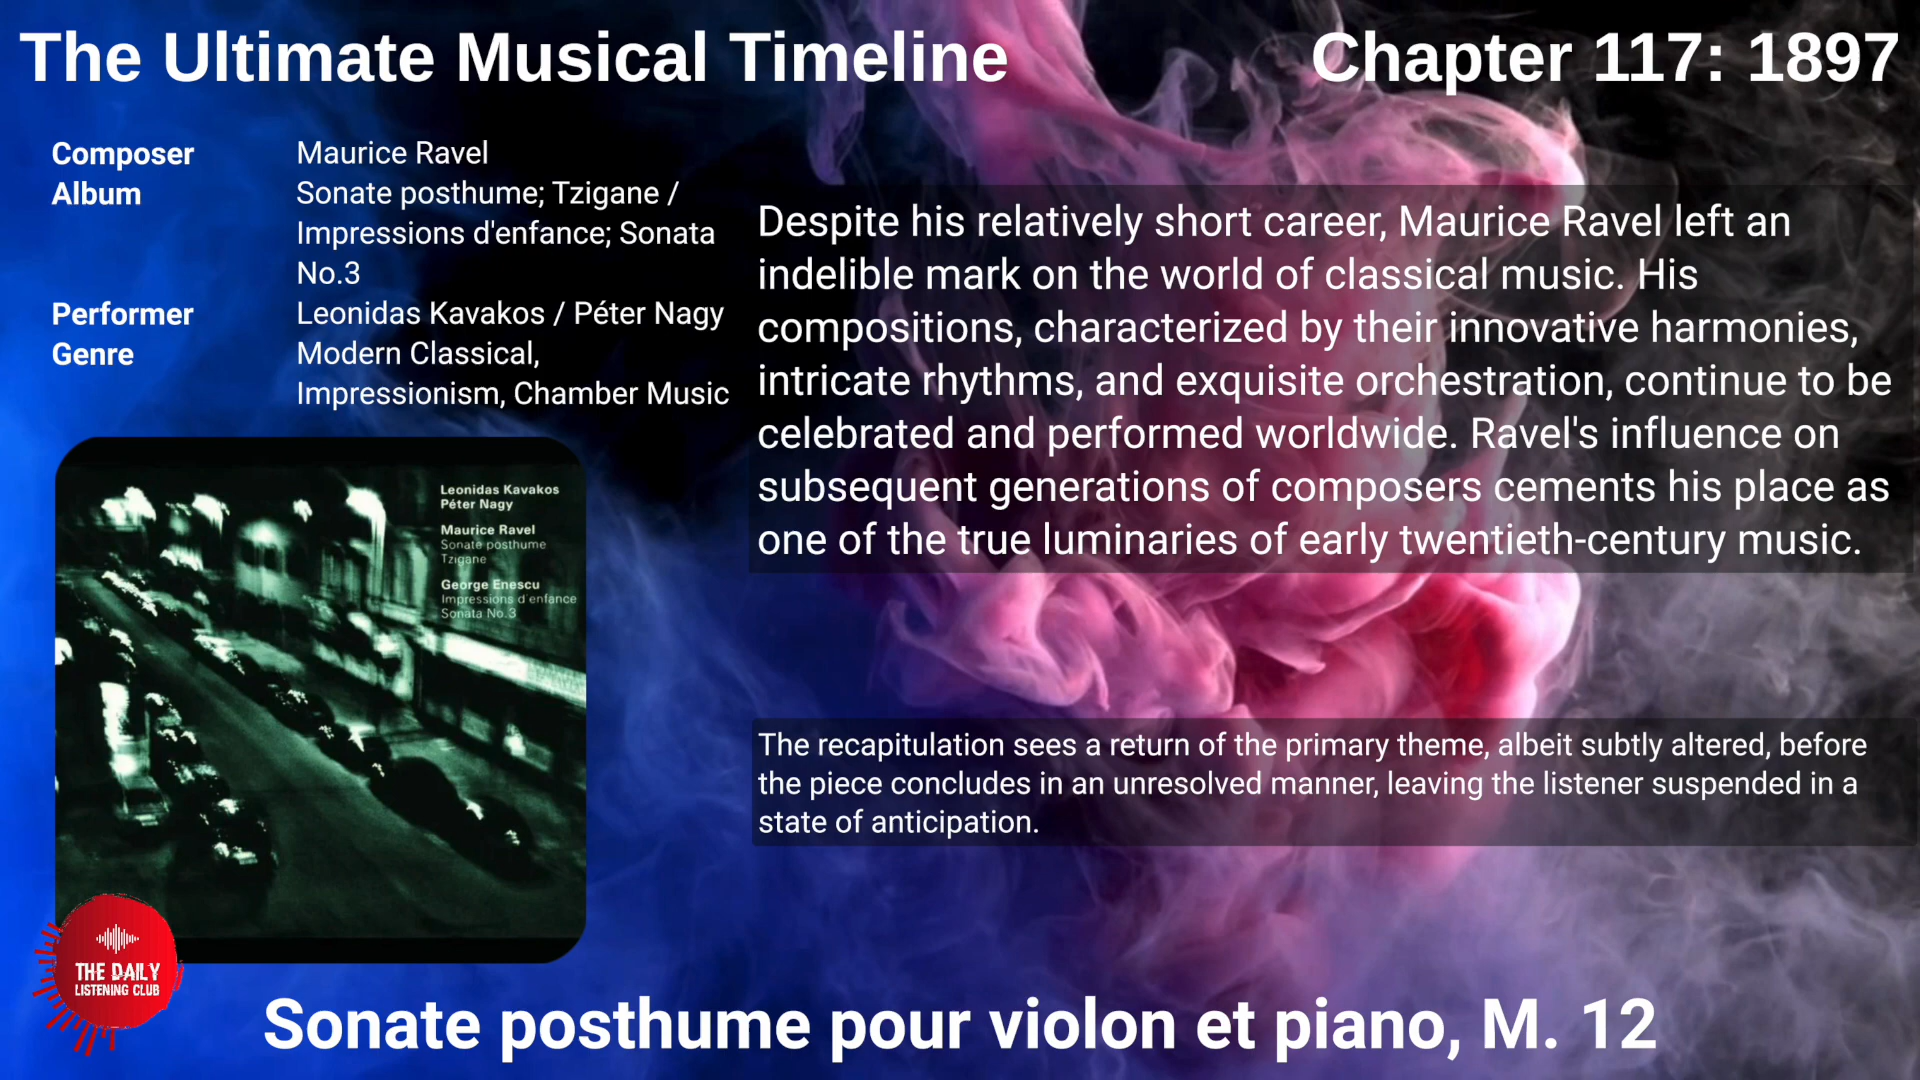 The Ultimate Musical Timeline
Chapter 117: 1897
Composer
Maurice Ravel
Album
Sonate posthume; Tzigane /
Impressions d'enfance; Sonata
No.3
Performer
Leonidas Kavakos / Péter Nagy
Genre
Modern Classical,
Impressionism, Chamber Music
Despite his relatively short career, Maurice Ravel left an
indelible mark on the world of classical music. His
compositions, characterized by their innovative harmonies,
intricate rhythms, and exquisite orchestration, continue to be
celebrated and performed worldwide. Ravel's influence on
subsequent generations of composers cements his place as
one of the true luminaries of early twentieth-century music.
Leonidas Kavakos
Péter Nagy
Maurice Ravel
Sonate posthume
Tzigane
George Enescu
Impressions d'enfance
Sonata No.3
The recapitulation sees a return of the primary theme, albeit subtly altered, before
the piece concludes in an unresolved manner, leaving the listener suspended in a
state of anticipation.
THE DAILY
LISTENING CLUB
Sonate posthume pour violon et piano, M. 12